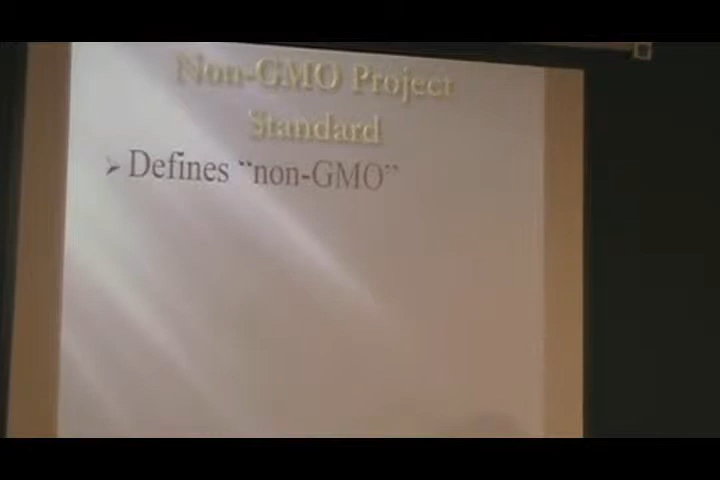 Non-GMO Project
Standard
➢ Defines “non-GMO”